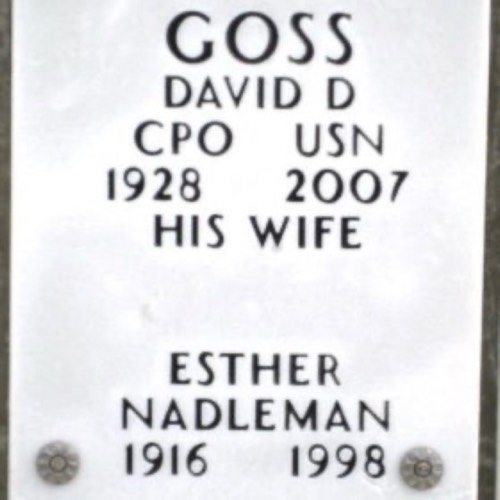 GOSS
DAVID D
CPO USN
1928 2007
HIS WIFE
ESTHER
NADLEMAN
1916 1998